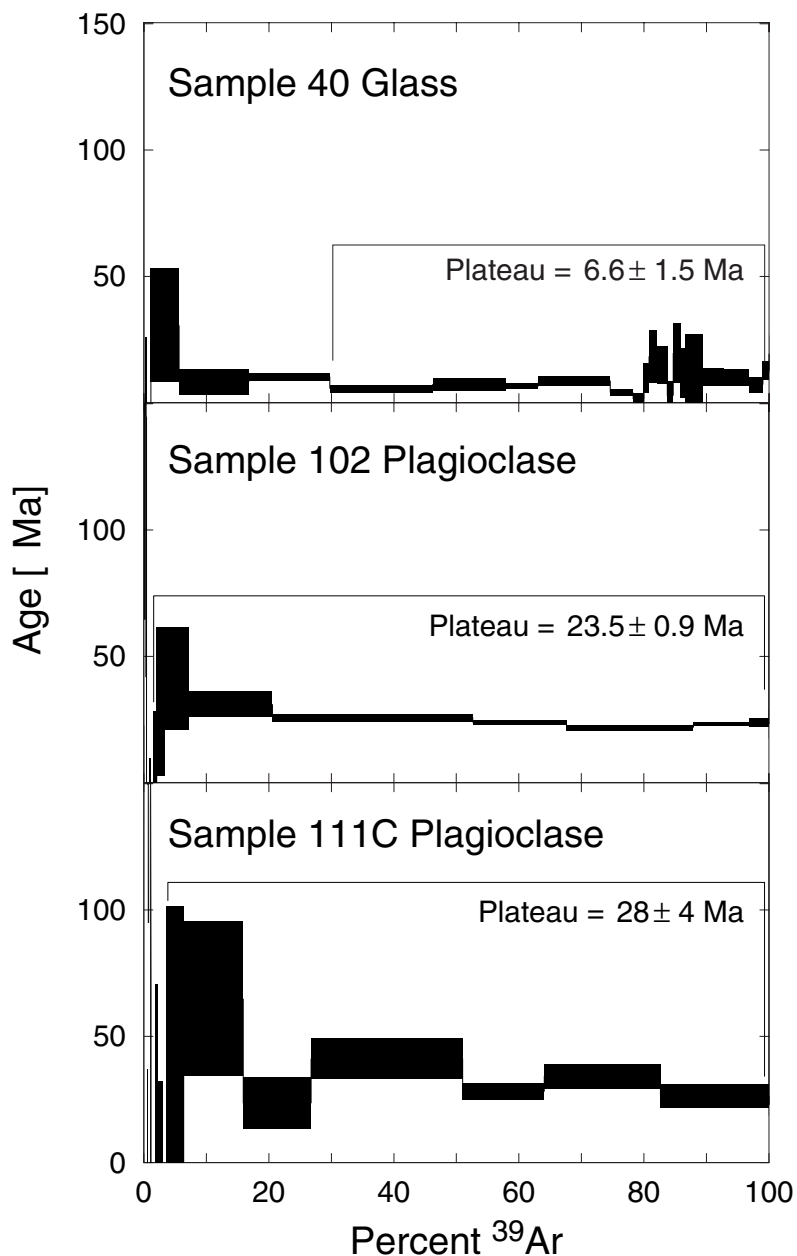 150
Sample 40 Glass
100
50
Plateau = 6.6± 1.5 Ma
Sample 102 Plagioclase
100
50
Plateau = 23.5± 0.9 Ma
Age [ Ma]
Sample 111C Plagioclase
100
Plateau = 28± 4 Ma
50
0
0 20 40 60 80 100
Percent ³⁹Ar